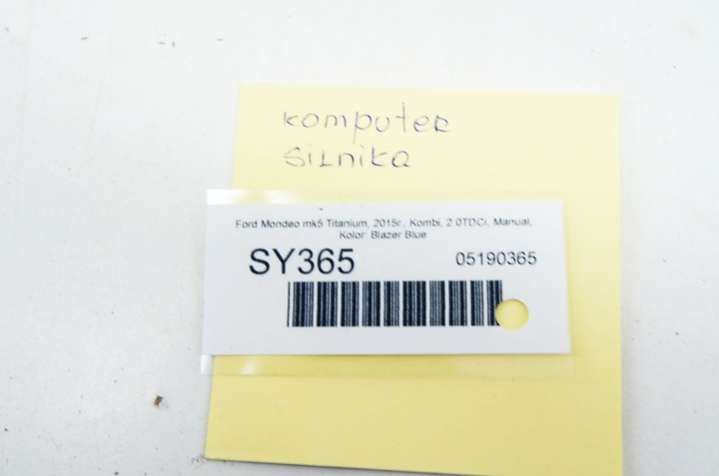 komputer
silnika
Ford Mondeo mk5 Titanium, 2015r., Kombi, 2.0TDCi, Manual,
Kolor: Blazer Blue
SY365
05190365